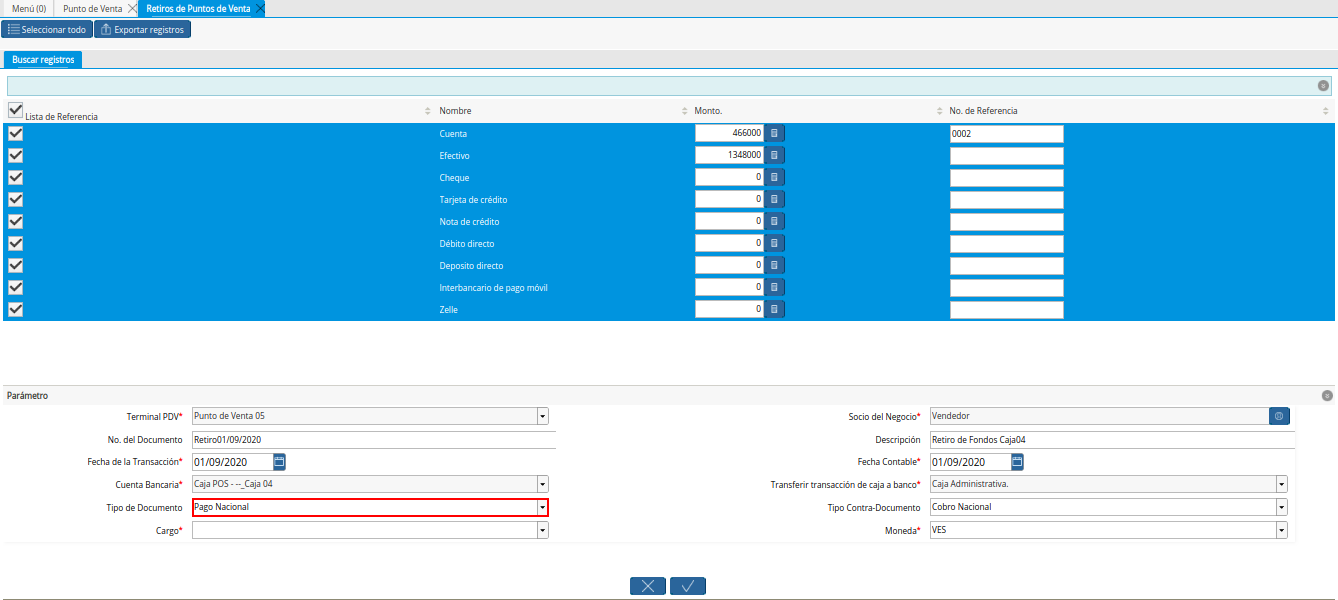 Menú (0) Punto de Venta Retiros de Puntos de Venta
Seleccionar todo Exportar registros
Buscar registros
Lista de Referencia Nombre Monto. No. de Referencia
Cuenta 466000 0002
Efectivo 1348000
Cheque 0
Tarjeta de crédito 0
Nota de crédito 0
Débito directo 0
Deposito directo 0
Interbancario de pago móvil 0
Zelle 0
Parámetro
Terminal PDV* Punto de Venta 05 Socio del Negocio* Vendedor
No. del Documento Retiro01/09/2020 Descripción Retiro de Fondos Caja04
Fecha de la Transacción* 01/09/2020 Fecha Contable* 01/09/2020
Cuenta Bancaria* Caja POS - --_Caja 04 Transferir transacción de caja a banco* Caja Administrativa.
Tipo de Documento Pago Nacional Tipo Contra-Documento Cobro Nacional
Cargo* Moneda* VES